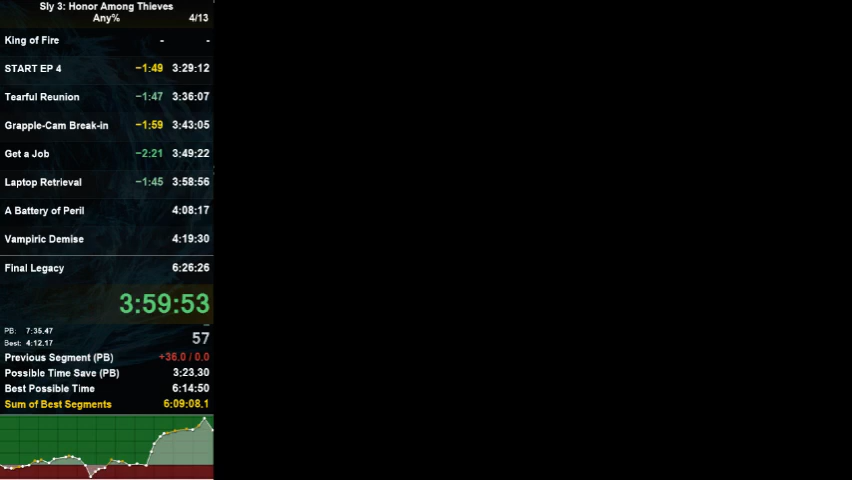 Sly 3: Honor Among Thieves
Any% 4/13
King of Fire - -
START EP 4 −1:49 3:29:12
Tearful Reunion −1:47 3:36:07
Grapple-Cam Break-in −1:59 3:43:05
Get a Job −2:21 3:49:22
Laptop Retrieval −1:45 3:58:56
A Battery of Peril 4:08:17
Vampiric Demise 4:19:30
Final Legacy 6:26:26
3:59:53
PB: 7:35.47
Best: 4:12.17
57
Previous Segment (PB) +36.0 / 0.0
Possible Time Save (PB) 3:23.30
Best Possible Time 6:14:50
Sum of Best Segments 6:09:08.1